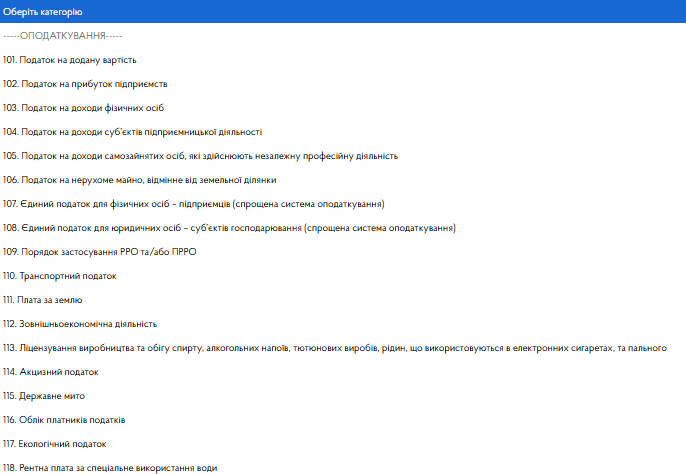 Оберіть категорію
-----ОПОДАТКУВАННЯ-----
101. Податок на додану вартість
102. Податок на прибуток підприємств
103. Податок на доходи фізичних осіб
104. Податок на доходи суб'єктів підприємницької діяльності
105. Податок на доходи самозайнятих осіб, які здійснюють незалежну професійну діяльність
106. Податок на нерухоме майно, відмінне від земельної ділянки
107. Єдиний податок для фізичних осіб – підприємців (спрощена система оподаткування)
108. Єдиний податок для юридичних осіб – суб'єктів господарювання (спрощена система оподаткування)
109. Порядок застосування РРО та/або ПРРО
110. Транспортний податок
111. Плата за землю
112. Зовнішньоекономічна діяльність
113. Ліцензування виробництва та обігу спирту, алкогольних напоїв, тютюнових виробів, рідин, що використовуються в електронних сигаретах, та пального
114. Акцизний податок
115. Державне мито
116. Облік платників податків
117. Екологічний податок
118. Рентна плата за спеціальне використання води